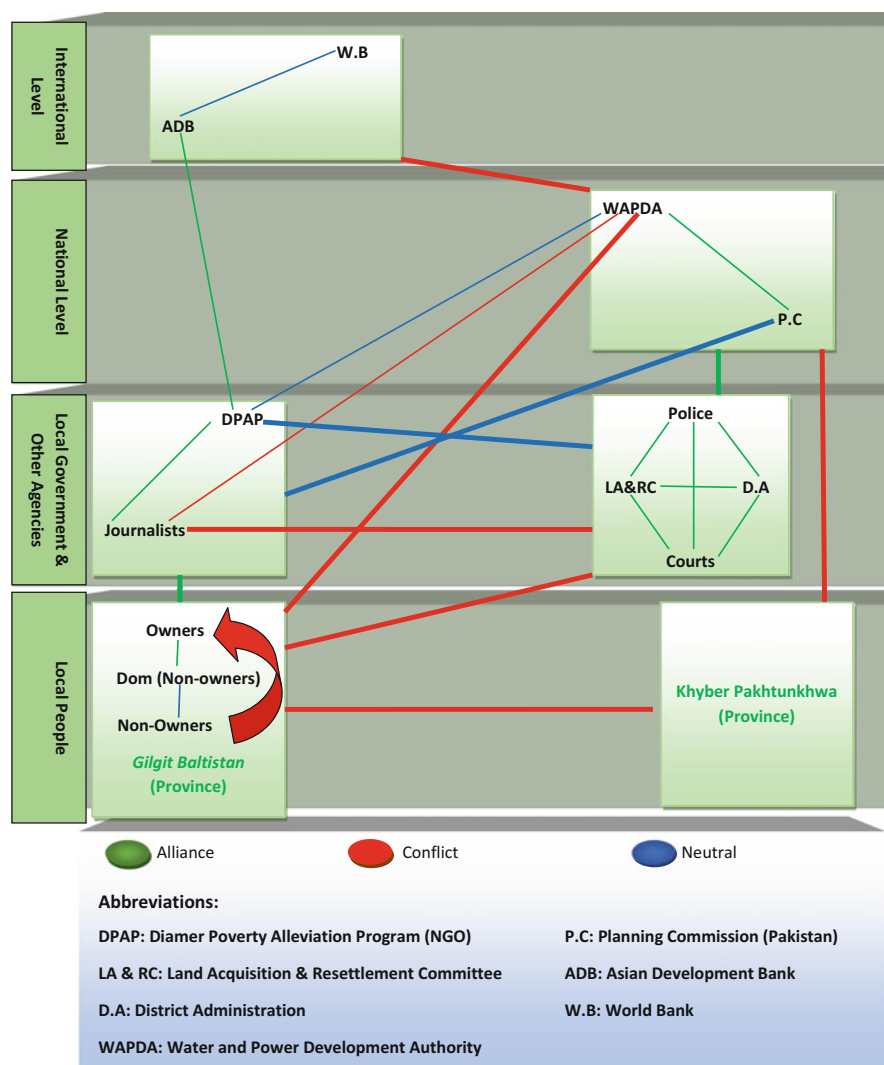 International
Level
W.B
ADB
National Level
WAPDA
P.C
Local Government &
Other Agencies
DPAP
Journalists
Police
LA&RC
D.A
Courts
Local People
Owners
Dom (Non-owners)
Non-Owners
Gilgit Baltistan
(Province)
Khyber Pakhtunkhwa
(Province)
Alliance
Conflict
Neutral
Abbreviations:
DPAP: Diamer Poverty Alleviation Program (NGO)
P.C: Planning Commission (Pakistan)
LA & RC: Land Acquisition & Resettlement Committee
ADB: Asian Development Bank
D.A: District Administration
W.B: World Bank
WAPDA: Water and Power Development Authority